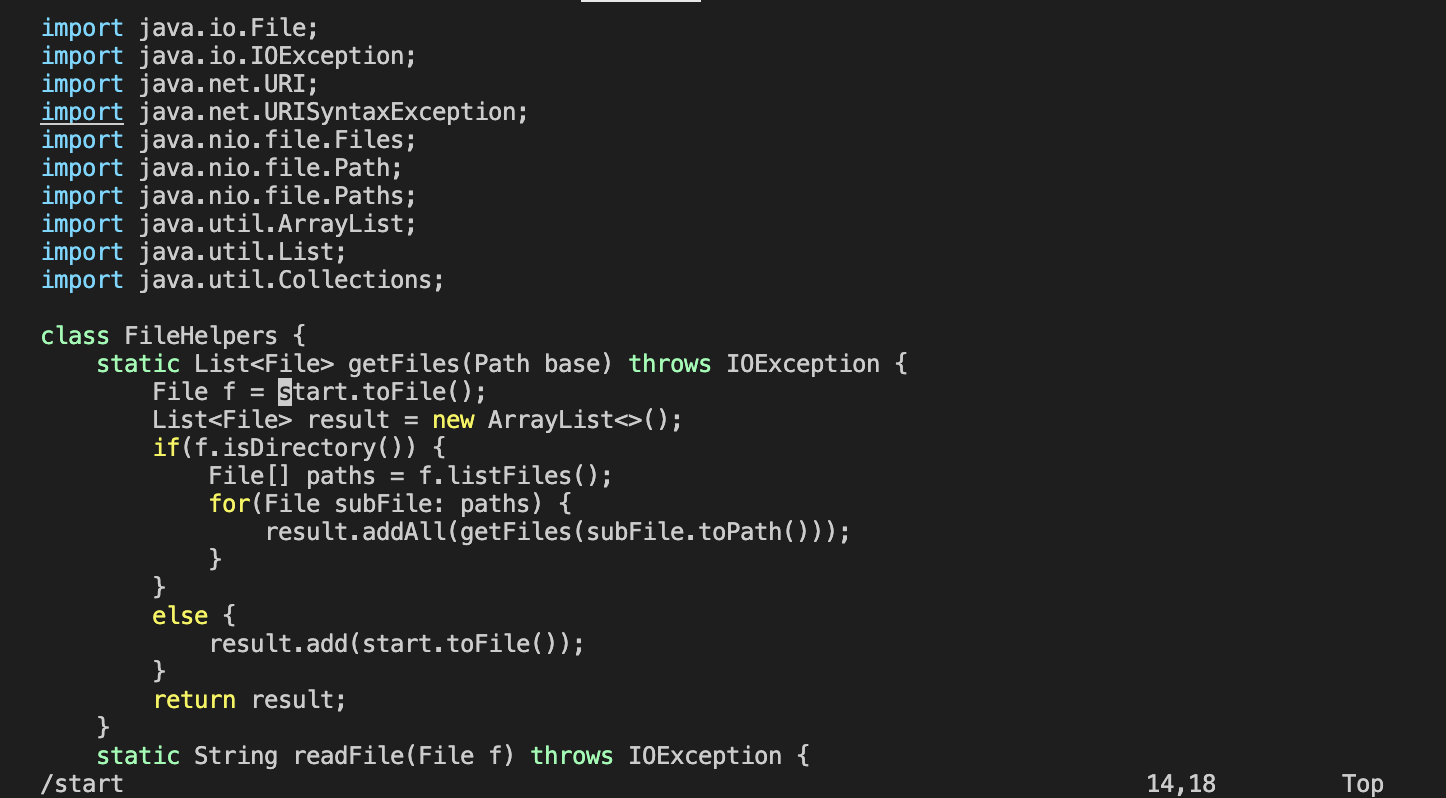 import java.io.File;
import java.io.IOException;
import java.net.URI;
import java.net.URISyntaxException;
import java.nio.file.Files;
import java.nio.file.Path;
import java.nio.file.Paths;
import java.util.ArrayList;
import java.util.List;
import java.util.Collections;

class FileHelpers {
    static List<File> getFiles(Path base) throws IOException {
        File f = start.toFile();
        List<File> result = new ArrayList<>();
        if(f.isDirectory()) {
            File[] paths = f.listFiles();
            for(File subFile: paths) {
                result.addAll(getFiles(subFile.toPath()));
            }
        }
        else {
            result.add(start.toFile());
        }
        return result;
    }
    static String readFile(File f) throws IOException {
/start 14,18 Top